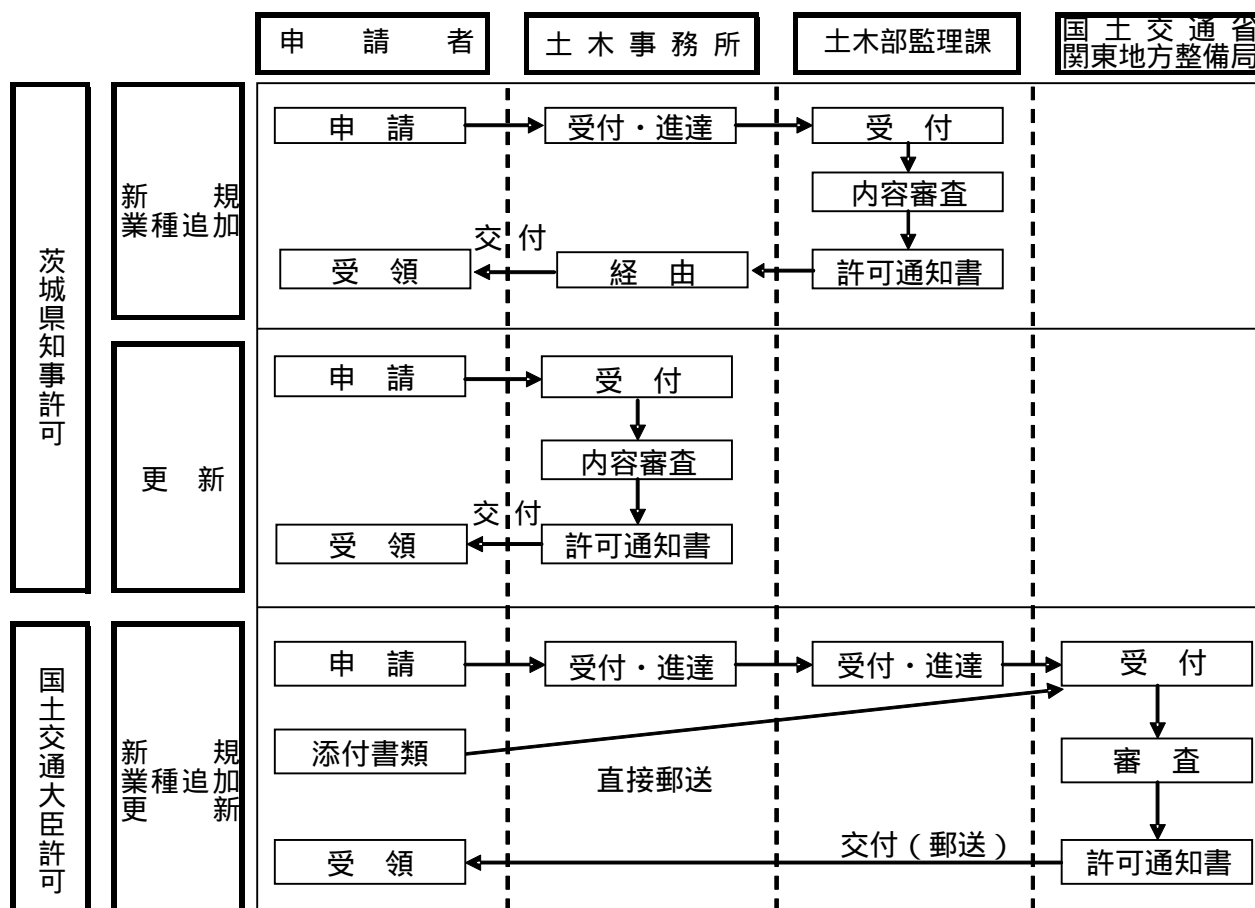 申請者
土木事務所
土木部監理課
国土交通省
関東地方整備局
茨城県知事許可
新規
業種追加
申請
受付・進達
受付
内容審査
交付
受領
経由
許可通知書
更新
申請
受付
内容審査
交付
受領
許可通知書
国土交通大臣許可
新規
業種追加
更新
申請
受付・進達
受付・進達
受付
添付書類
直接郵送
審査
交付（郵送）
受領
許可通知書